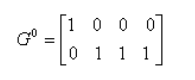 G⁰ = [1 0 0 0
0 1 1 1]